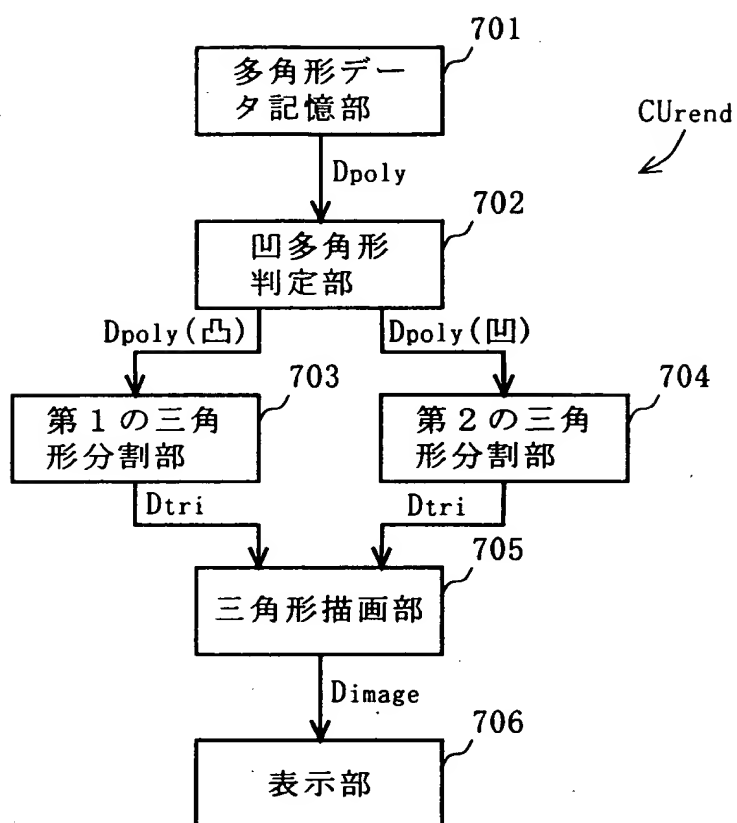 701
多角形デー
タ記憶部
CUrend
Dpoly
702
凹多角形
判定部
Dpoly(凸)
Dpoly(凹)
703
704
第1の三角
形分割部
第2の三角
形分割部
Dtri
Dtri
705
三角形描画部
Dimage
706
表示部